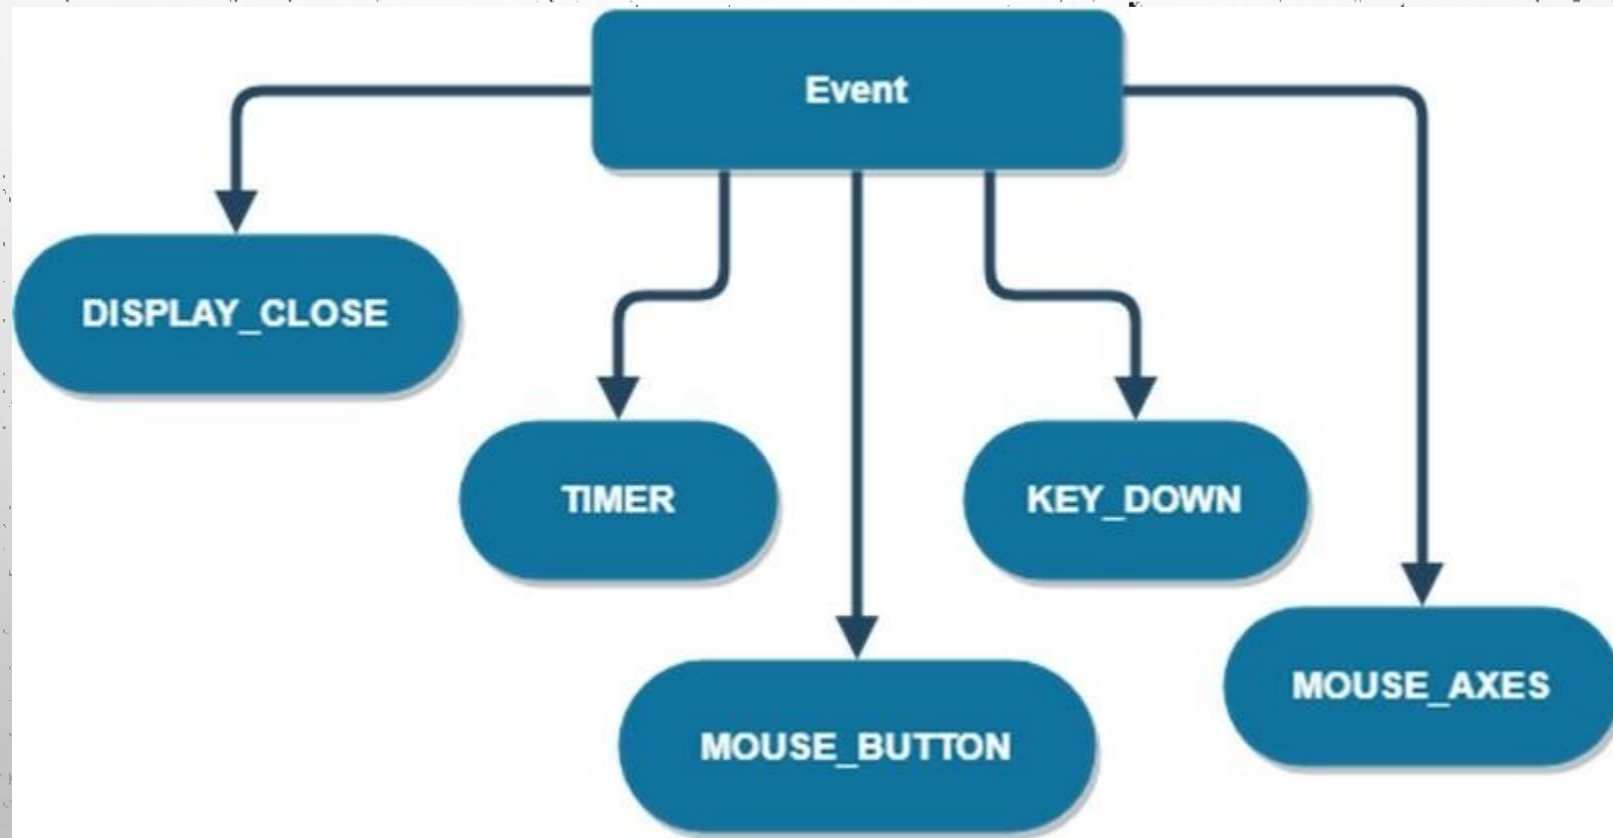 Event
DISPLAY_CLOSE
TIMER
KEY_DOWN
MOUSE_AXES
MOUSE_BUTTON